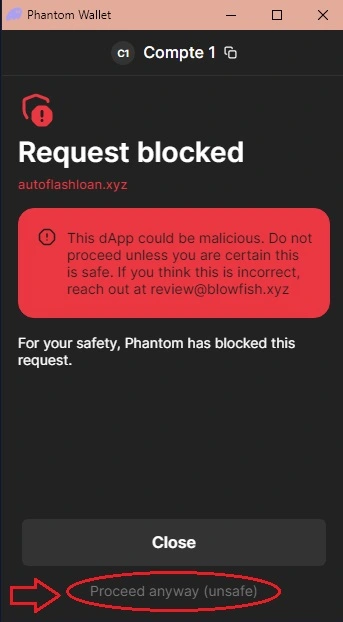 Phantom Wallet
C1 Compte 1
Request blocked
autoflashloan.xyz
This dApp could be malicious. Do not
proceed unless you are certain this
is safe. If you think this is incorrect,
reach out at review@blowfish.xyz
For your safety, Phantom has blocked this
request.
Close
Proceed anyway (unsafe)